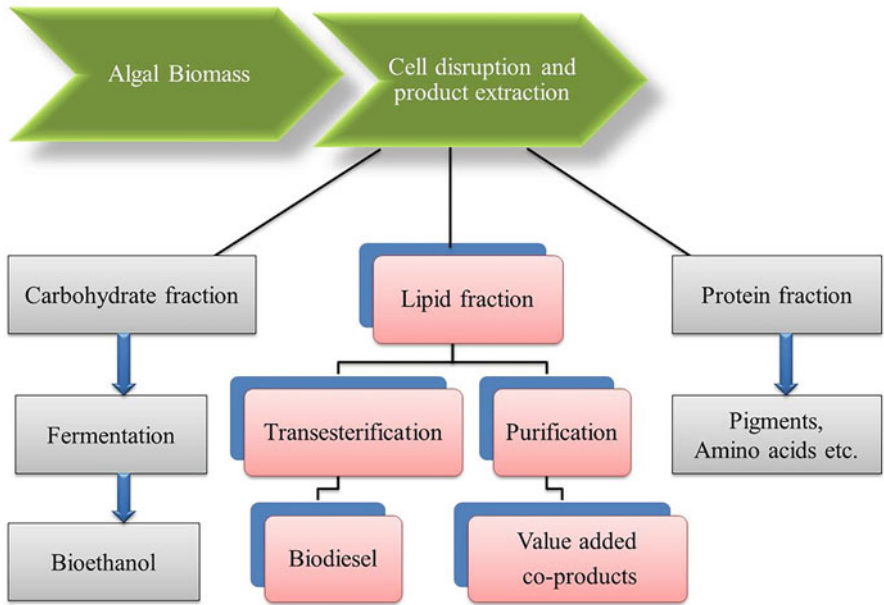 Algal Biomass
Cell disruption and
product extraction
Carbohydrate fraction
Lipid fraction
Protein fraction
Fermentation
Transesterification
Purification
Pigments,
Amino acids etc.
Bioethanol
Biodiesel
Value added
co-products